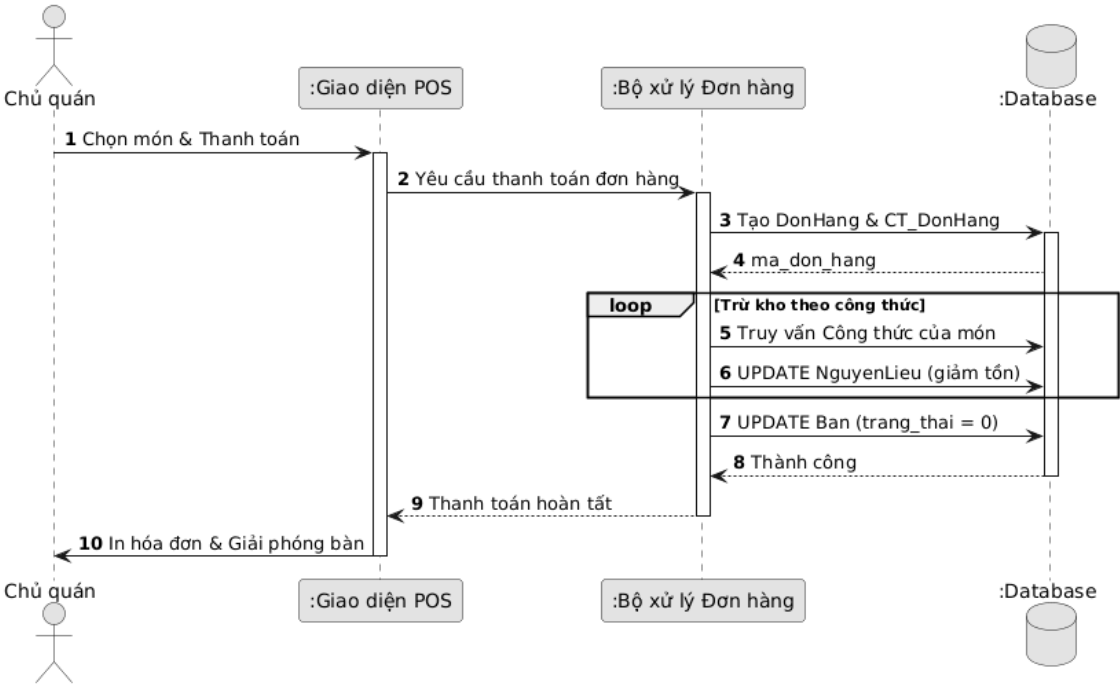 Chủ quán
:Giao diện POS
:Bộ xử lý Đơn hàng
:Database
1 Chọn món & Thanh toán
2 Yêu cầu thanh toán đơn hàng
3 Tạo DonHang & CT_DonHang
4 ma_don_hang
loop [Trừ kho theo công thức]
5 Truy vấn Công thức của món
6 UPDATE NguyenLieu (giảm tồn)
7 UPDATE Ban (trang_thai = 0)
8 Thành công
9 Thanh toán hoàn tất
10 In hóa đơn & Giải phóng bàn
Chủ quán
:Giao diện POS
:Bộ xử lý Đơn hàng
:Database